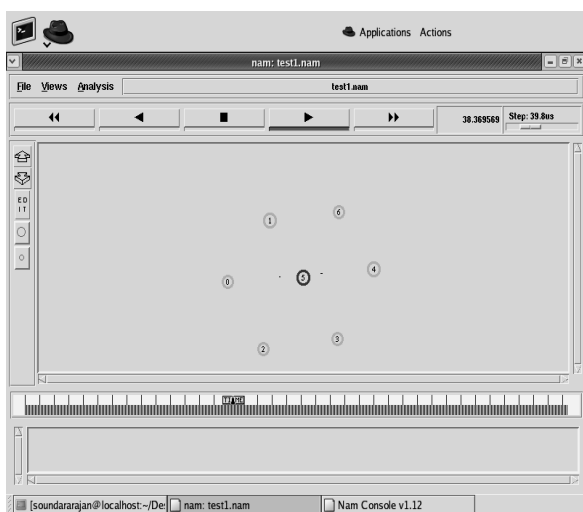 Applications Actions
nam: test1.nam
File Views Analysis test1.nam
38.369569 Step: 39.8us
ED
IT
1
6
0
5
4
2
3
TIME
[soundararajan@localhost:~/De: nam: test1.nam Nam Console v1.12